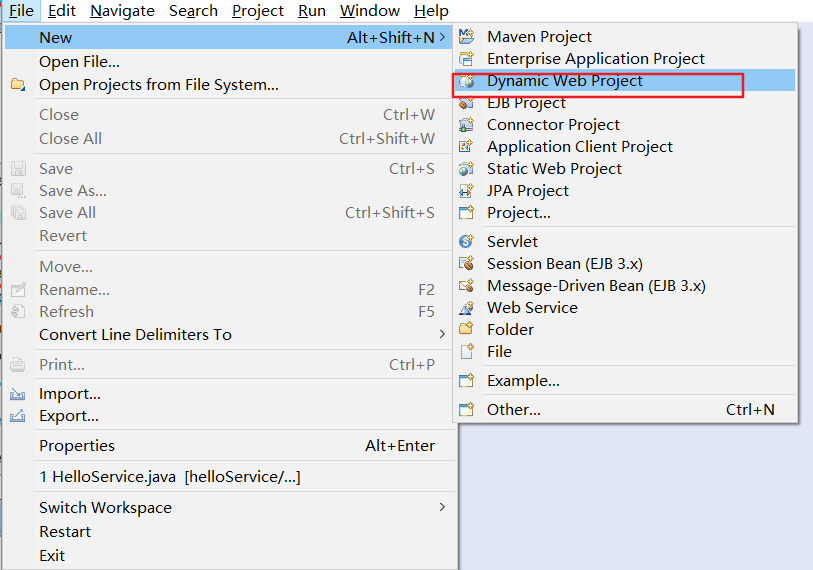 File Edit Navigate Search Project Run Window Help
New Alt+Shift+N >
Open File...
Open Projects from File System...
Close Ctrl+W
Close All Ctrl+Shift+W
Save Ctrl+S
Save As...
Save All Ctrl+Shift+S
Revert
Move...
Rename... F2
Refresh F5
Convert Line Delimiters To >
Print... Ctrl+P
Import...
Export...
Properties Alt+Enter
1 HelloService.java [helloService/...]
Switch Workspace >
Restart
Exit
Maven Project
Enterprise Application Project
Dynamic Web Project
EJB Project
Connector Project
Application Client Project
Static Web Project
JPA Project
Project...
Servlet
Session Bean (EJB 3.x)
Message-Driven Bean (EJB 3.x)
Web Service
Folder
File
Example...
Other... Ctrl+N